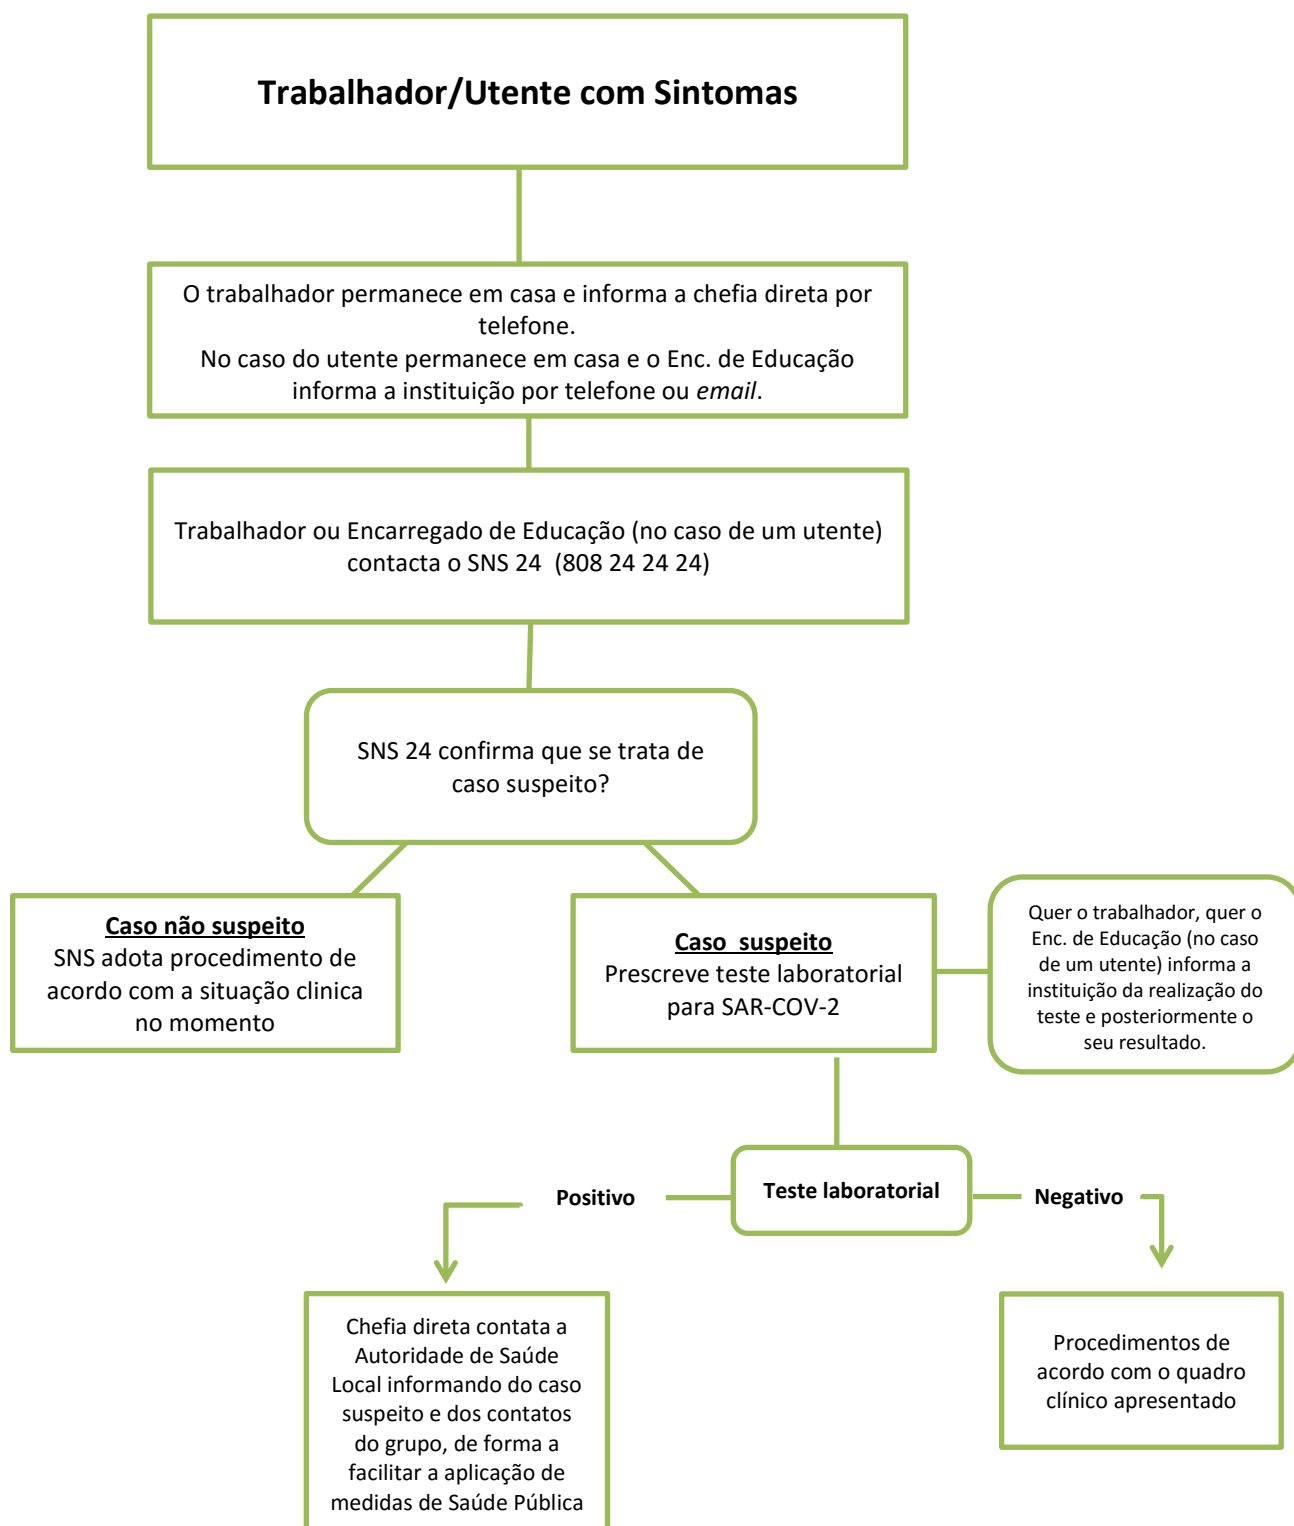 Trabalhador/Utente com Sintomas
O trabalhador permanece em casa e informa a chefia direta por
telefone.
No caso do utente permanece em casa e o Enc. de Educação
informa a instituição por telefone ou email.
Trabalhador ou Encarregado de Educação (no caso de um utente)
contacta o SNS 24  (808 24 24 24)
SNS 24 confirma que se trata de
caso suspeito?
Caso não suspeito
SNS adota procedimento de
acordo com a situação clinica
no momento
Caso  suspeito
Prescreve teste laboratorial
para SAR-COV-2
Quer o trabalhador, quer o
Enc. de Educação (no caso
de um utente) informa a
instituição da realização do
teste e posteriormente o
seu resultado.
Teste laboratorial
Positivo
Negativo
Chefia direta contata a
Autoridade de Saúde
Local informando do caso
suspeito e dos contatos
do grupo, de forma a
facilitar a aplicação de
medidas de Saúde Pública
Procedimentos de
acordo com o quadro
clínico apresentado